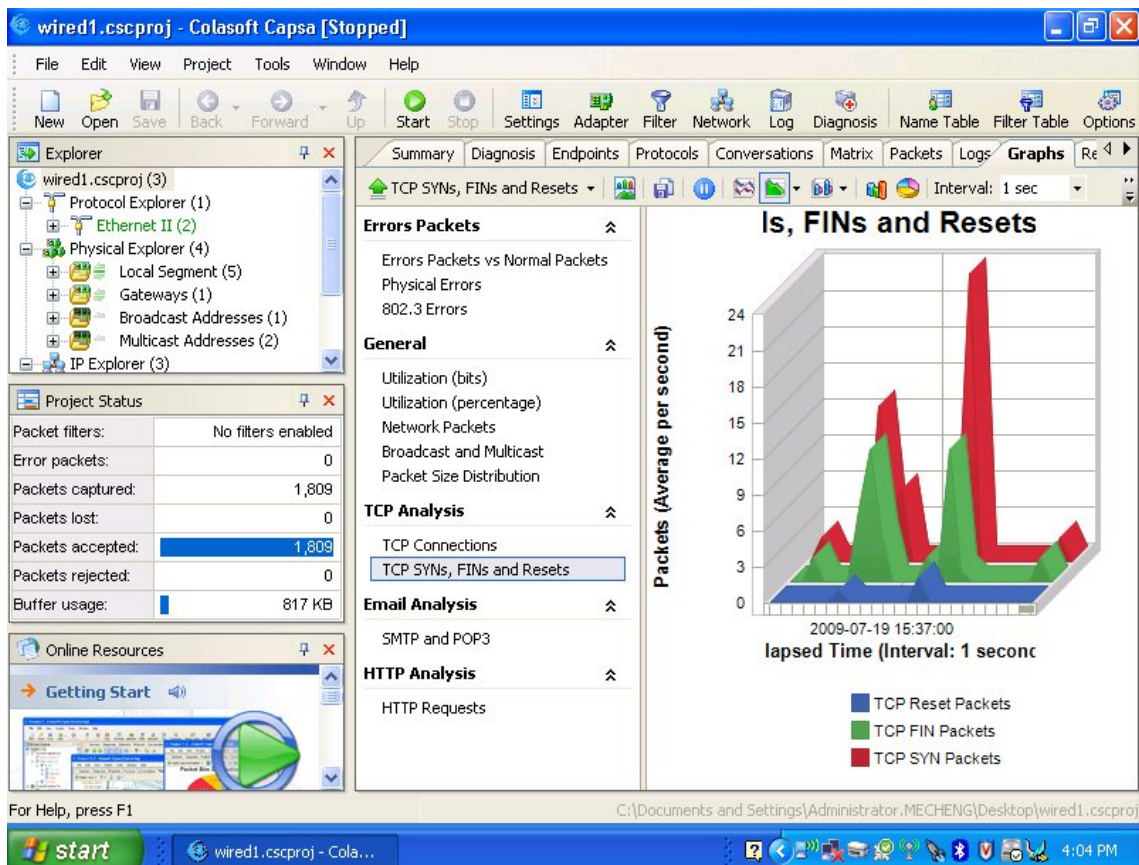 wired1.cscproj - Colasoft Capsa [Stopped]
File Edit View Project Tools Window Help
New Open Save Back Forward Up Start Stop Settings Adapter Filter Network Log Diagnosis Name Table Filter Table Options
Explorer
wired1.cscproj (3)
Protocol Explorer (1)
Ethernet II (2)
Physical Explorer (4)
Local Segment (5)
Gateways (1)
Broadcast Addresses (1)
Multicast Addresses (2)
IP Explorer (3)
Project Status
Packet filters: No filters enabled
Error packets: 0
Packets captured: 1,809
Packets lost: 0
Packets accepted: 1,809
Packets rejected: 0
Buffer usage: 817 KB
Online Resources
Getting Start
Summary Diagnosis Endpoints Protocols Conversations Matrix Packets Logs Graphs Re
TCP SYNs, FINs and Resets Interval: 1 sec
Errors Packets
Errors Packets vs Normal Packets
Physical Errors
802.3 Errors
General
Utilization (bits)
Utilization (percentage)
Network Packets
Broadcast and Multicast
Packet Size Distribution
TCP Analysis
TCP Connections
TCP SYNs, FINs and Resets
Email Analysis
SMTP and POP3
HTTP Analysis
HTTP Requests
ls, FINs and Resets
Packets (Average per second)
24
21
18
15
12
9
6
3
0
2009-07-19 15:37:00
lapsed Time (Interval: 1 second
TCP Reset Packets
TCP FIN Packets
TCP SYN Packets
For Help, press F1
C:\Documents and Settings\Administrator.MECHENG\Desktop\wired1.cscproj
start
wired1.cscproj - Cola...
4:04 PM